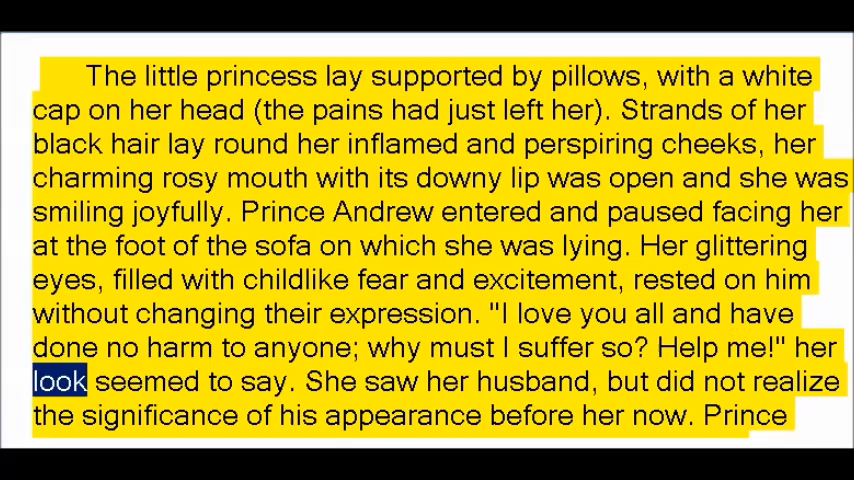 The little princess lay supported by pillows, with a white
cap on her head (the pains had just left her). Strands of her
black hair lay round her inflamed and perspiring cheeks, her
charming rosy mouth with its downy lip was open and she was
smiling joyfully. Prince Andrew entered and paused facing her
at the foot of the sofa on which she was lying. Her glittering
eyes, filled with childlike fear and excitement, rested on him
without changing their expression. "I love you all and have
done no harm to anyone; why must I suffer so? Help me!" her
look seemed to say. She saw her husband, but did not realize
the significance of his appearance before her now. Prince